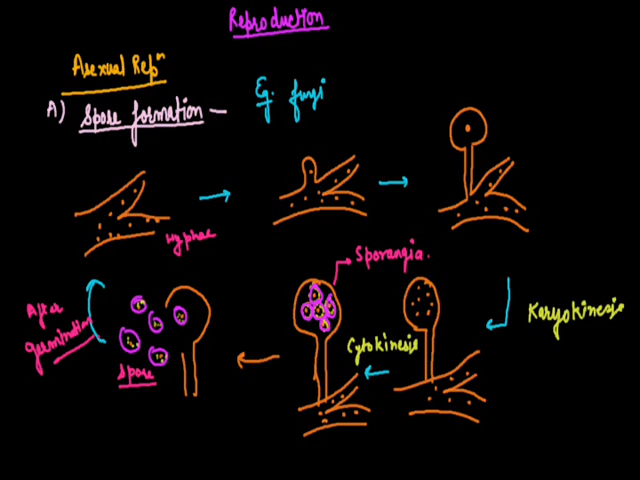 Reproduction
Asexual Repⁿ
A) Spore formation —
Eg. fungi
Hyphae
Sporangia.
Karyokinesis
Cytokinesis
After
germination
Spore